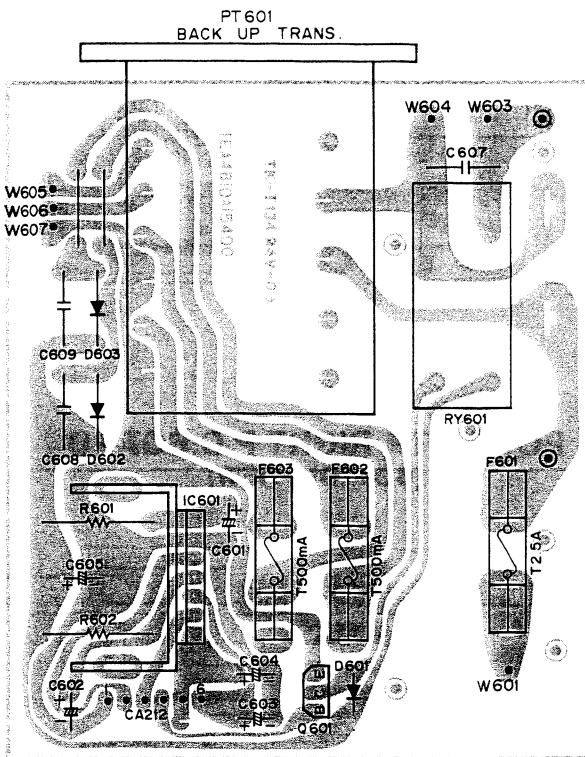 PT601
BACK UP TRANS.
W604 W603
C607
W605
W606
W607
C609 D603
RY601
C608 D602
F603 F602 F601
R601 IC601
C601
T500mA T500mA T2.5A
C605
R602
C604 D601
C602 6
CA212 C603 B C E
Q601
W601